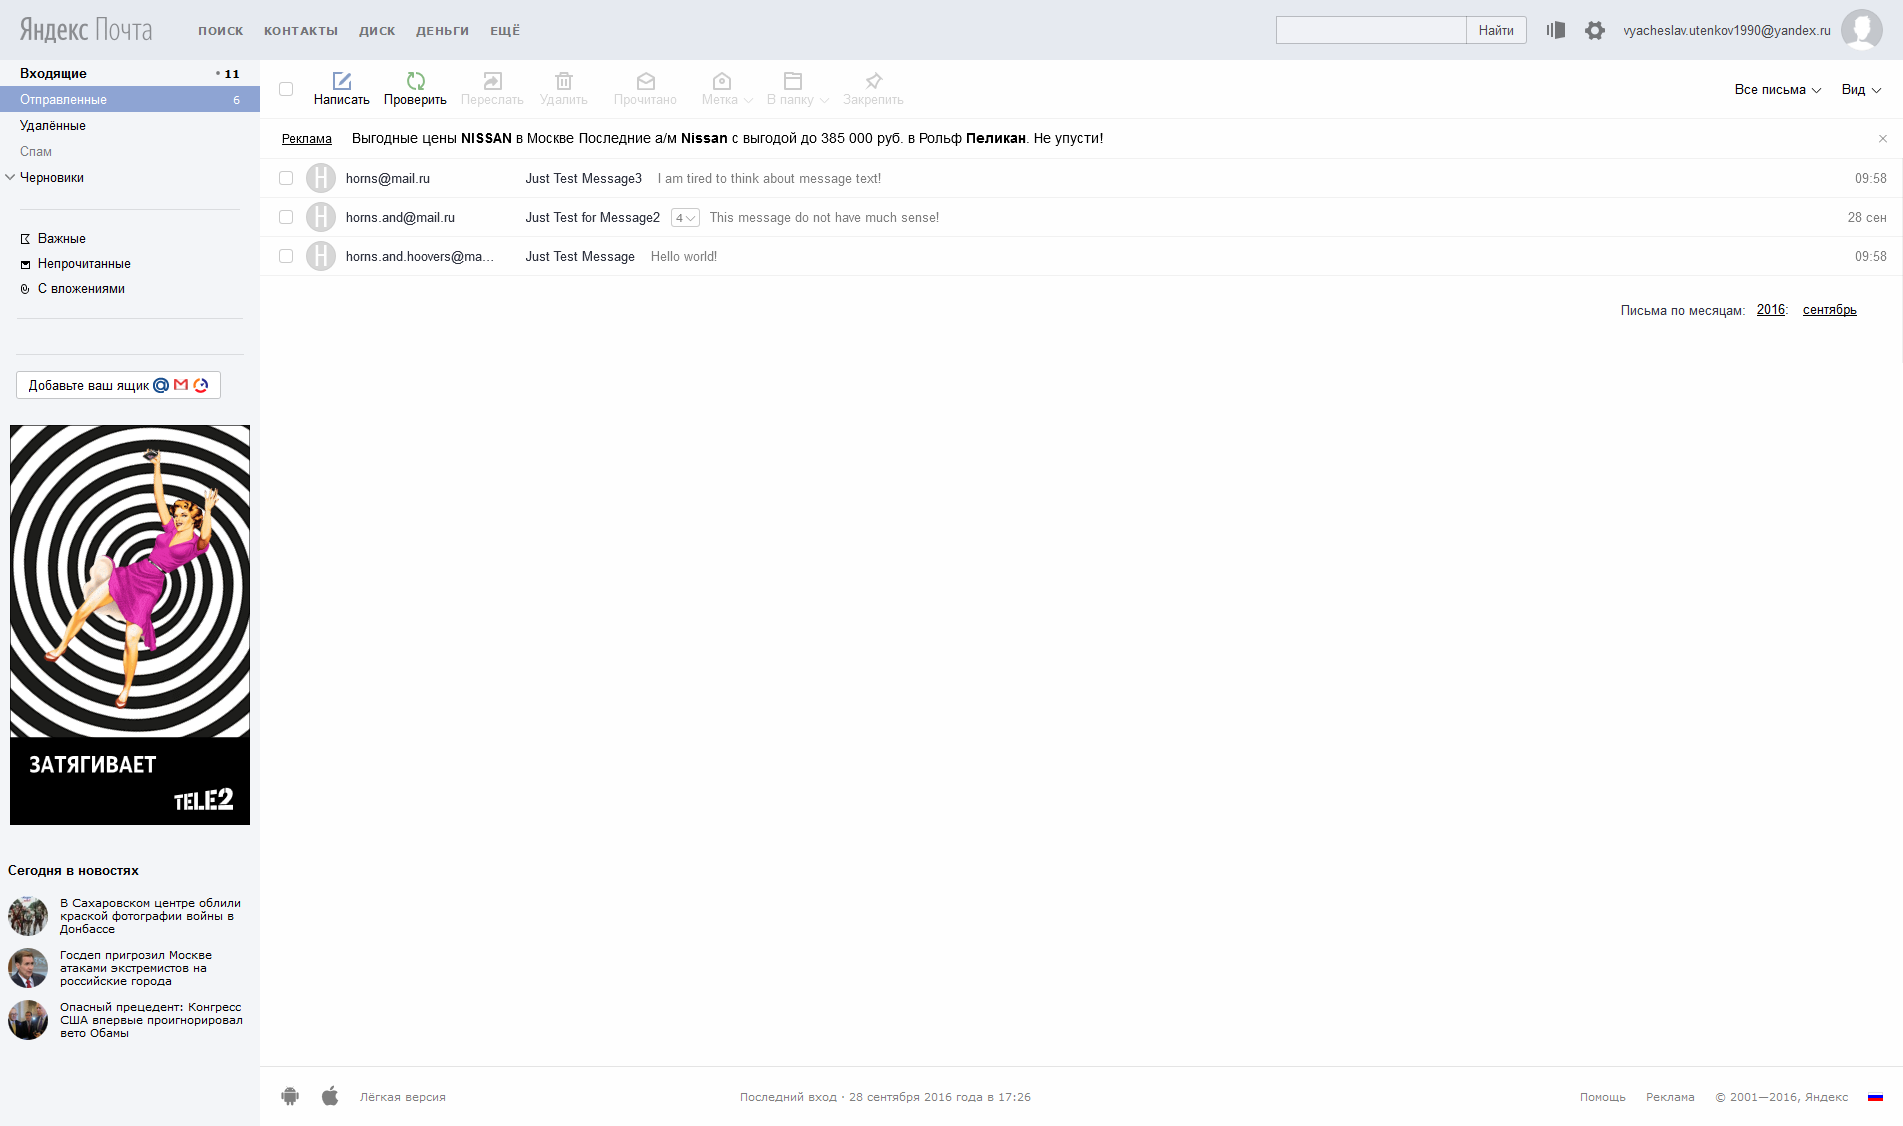 Яндекс Почта
ПОИСК КОНТАКТЫ ДИСК ДЕНЬГИ ЕЩЁ
Найти
vyacheslav.utenkov1990@yandex.ru
Входящие • 11
Отправленные 6
Удалённые
Спам
Черновики
Важные
Непрочитанные
С вложениями
Добавьте ваш ящик
ЗАТЯГИВАЕТ
TELE2
Сегодня в новостях
В Сахаровском центре облили
краской фотографии войны в
Донбассе
Госдеп пригрозил Москве
атаками экстремистов на
российские города
Опасный прецедент: Конгресс
США впервые проигнорировал
вето Обамы
Написать Проверить Переслать Удалить Прочитано Метка В папку Закрепить
Все письма Вид
Реклама Выгодные цены NISSAN в Москве Последние а/м Nissan с выгодой до 385 000 руб. в Рольф Пеликан. Не упусти!
H horns@mail.ru Just Test Message3 I am tired to think about message text! 09:58
H horns.and@mail.ru Just Test for Message2 4 This message do not have much sense! 28 сен
H horns.and.hoovers@ma... Just Test Message Hello world! 09:58
Письма по месяцам: 2016: сентябрь
Лёгкая версия
Последний вход · 28 сентября 2016 года в 17:26
Помощь Реклама © 2001—2016, Яндекс